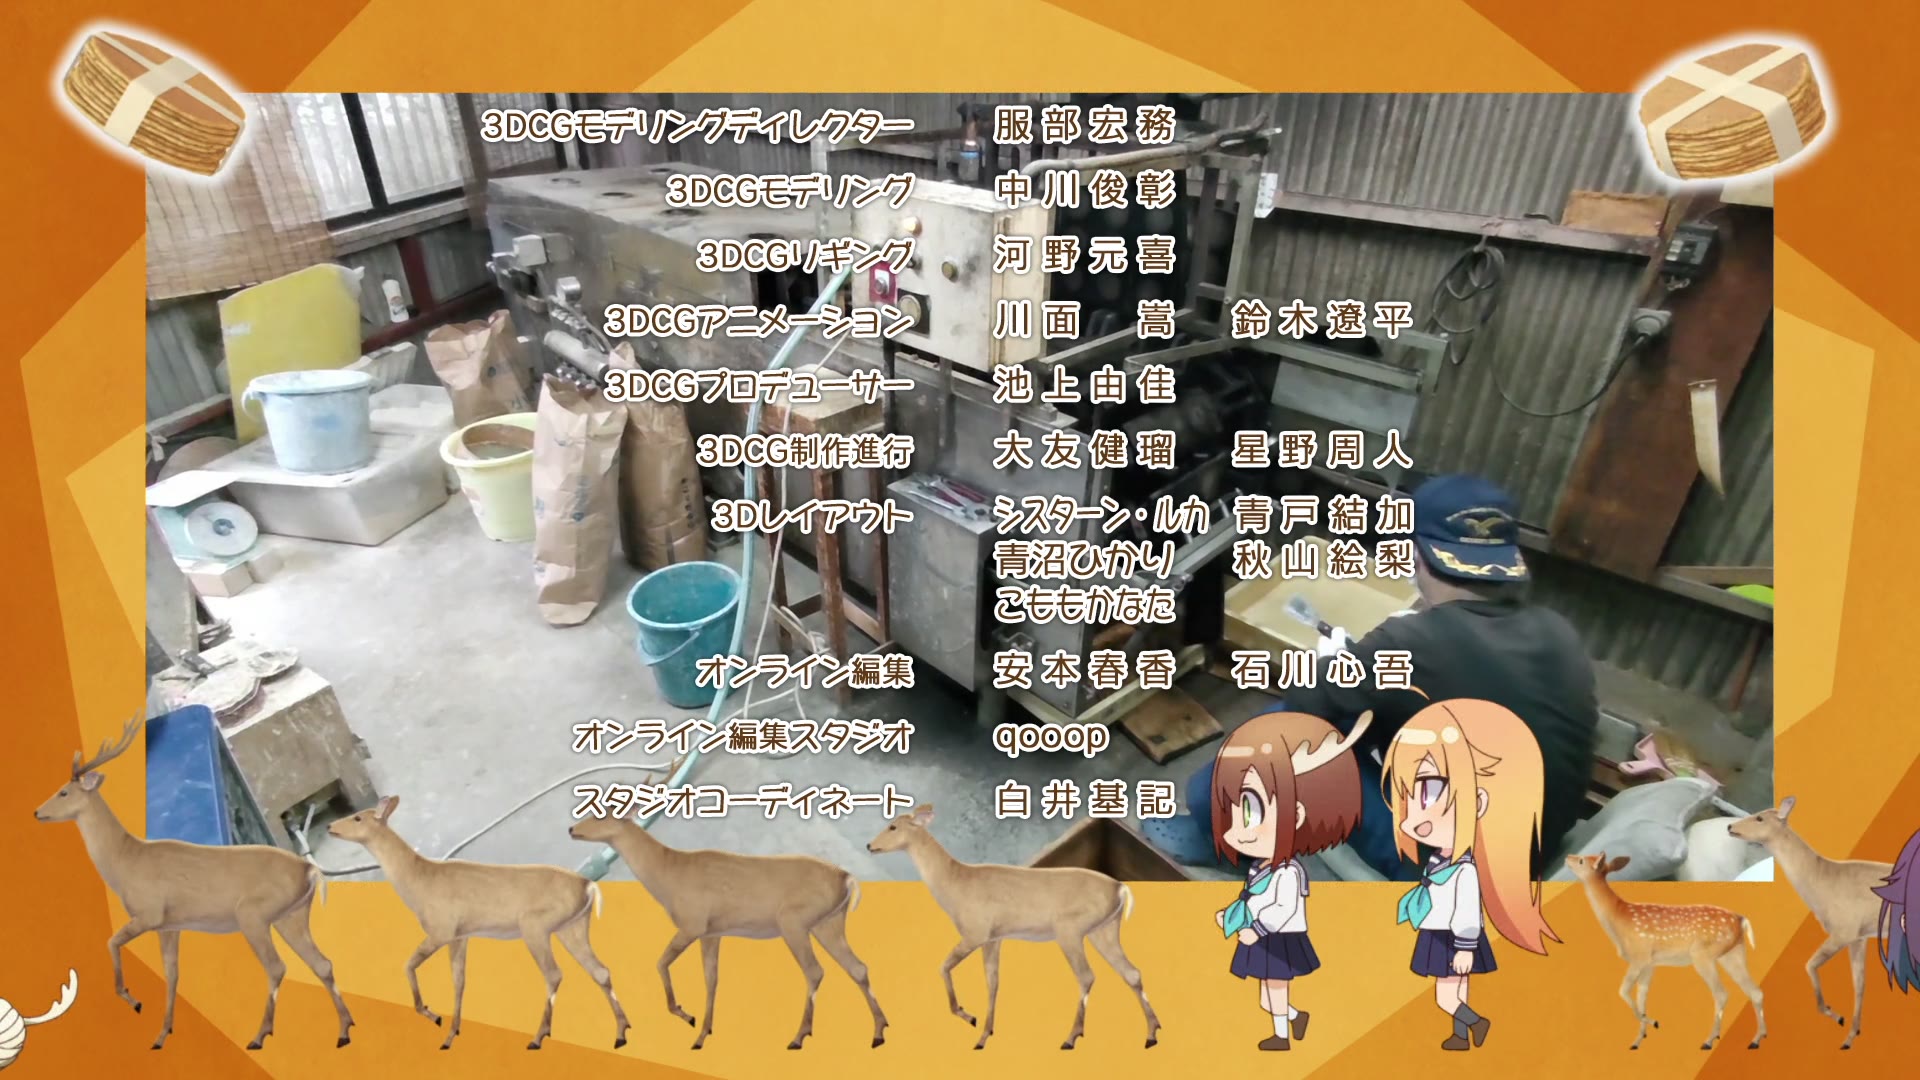 3DCGモデリングディレクター 服部宏務
3DCGモデリング 中川俊彰
3DCGリギング 河野元喜
3DCGアニメーション 川面 嵩 鈴木遼平
3DCGプロデューサー 池上由佳
3DCG制作進行 大友健瑠 星野周人
3Dレイアウト シスターン・ルカ 青戸結加
青沼ひかり 秋山絵梨
こももかなた
オンライン編集 安本春香 石川心吾
オンライン編集スタジオ qooop
スタジオコーディネート 白井基記